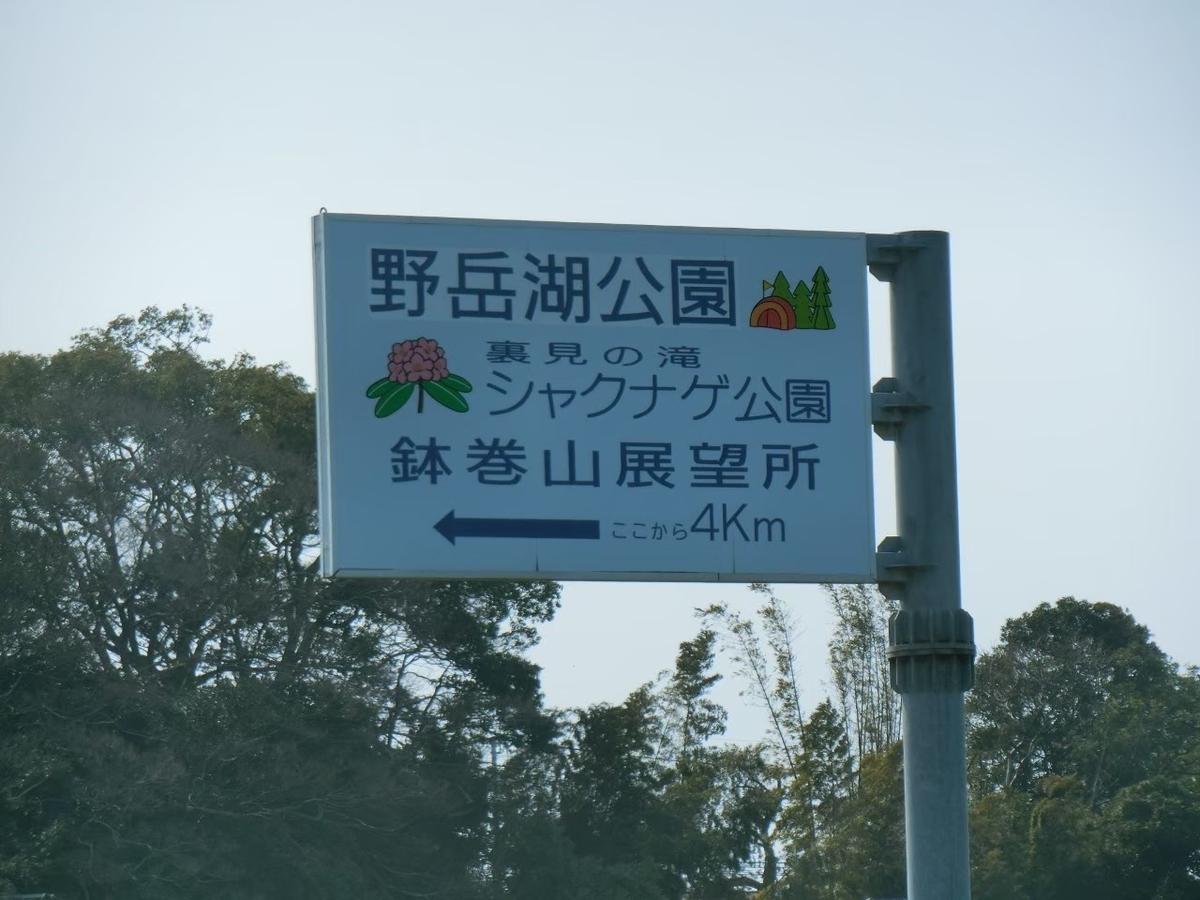 野岳湖公園
裏見の滝
シャクナゲ公園
鉢巻山展望所
ここから4Km